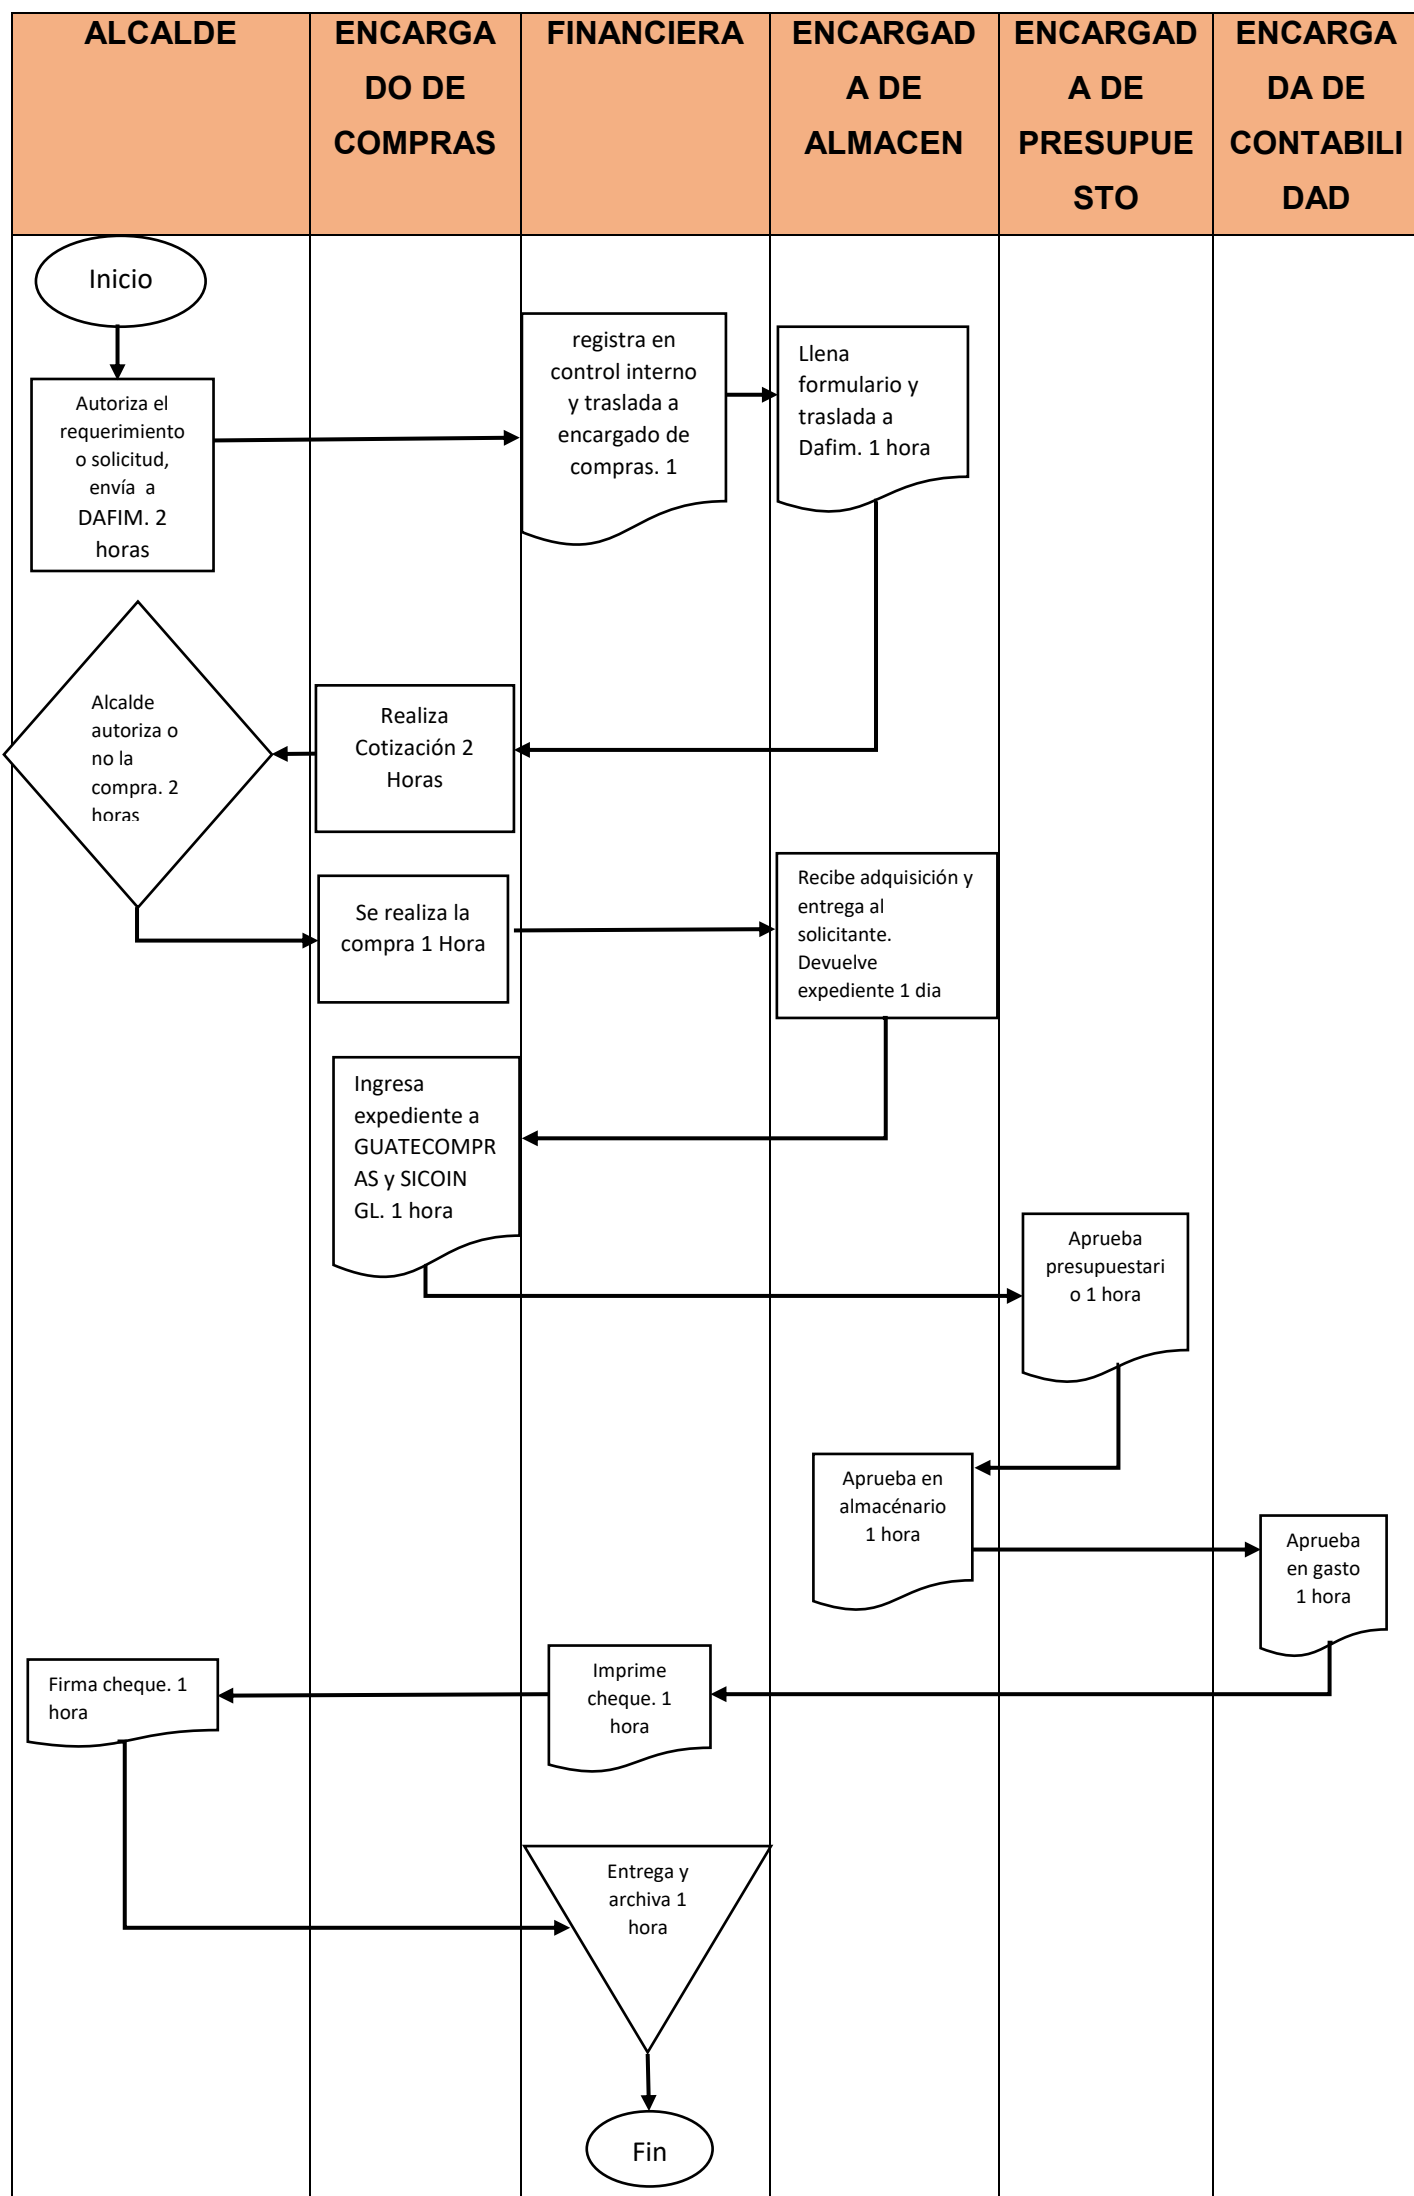 ALCALDE
ENCARGA
DO DE
COMPRAS
FINANCIERA
ENCARGAD
A DE
ALMACEN
ENCARGAD
A DE
PRESUPUE
STO
ENCARGA
DA DE
CONTABILI
DAD
Inicio
Autoriza el
requerimiento
o solicitud,
envía a
DAFIM. 2
horas
registra en
control interno
y traslada a
encargado de
compras. 1
Llena
formulario y
traslada a
Dafim. 1 hora
Alcalde
autoriza o
no la
compra. 2
horas
Realiza
Cotización 2
Horas
Se realiza la
compra 1 Hora
Recibe adquisición y
entrega al
solicitante.
Devuelve
expediente 1 dia
Ingresa
expediente a
GUATECOMPR
AS y SICOIN
GL. 1 hora
Aprueba
presupuestari
o 1 hora
Aprueba en
almacénario
1 hora
Aprueba
en gasto
1 hora
Firma cheque. 1
hora
Imprime
cheque. 1
hora
Entrega y
archiva 1
hora
Fin